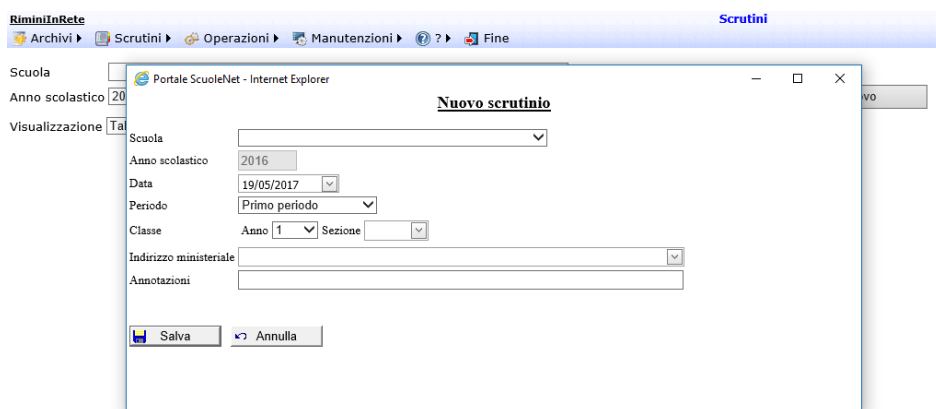 RiminiInRete Scrutini
Archivi Scrutini Operazioni Manutenzioni ? Fine
Scuola
Portale ScuoleNet - Internet Explorer
Nuovo scrutinio
Anno scolastico 20 vo
Visualizzazione Ta
Scuola
Anno scolastico 2016
Data 19/05/2017
Periodo Primo periodo
Classe Anno 1 Sezione
Indirizzo ministeriale
Annotazioni
Salva Annulla